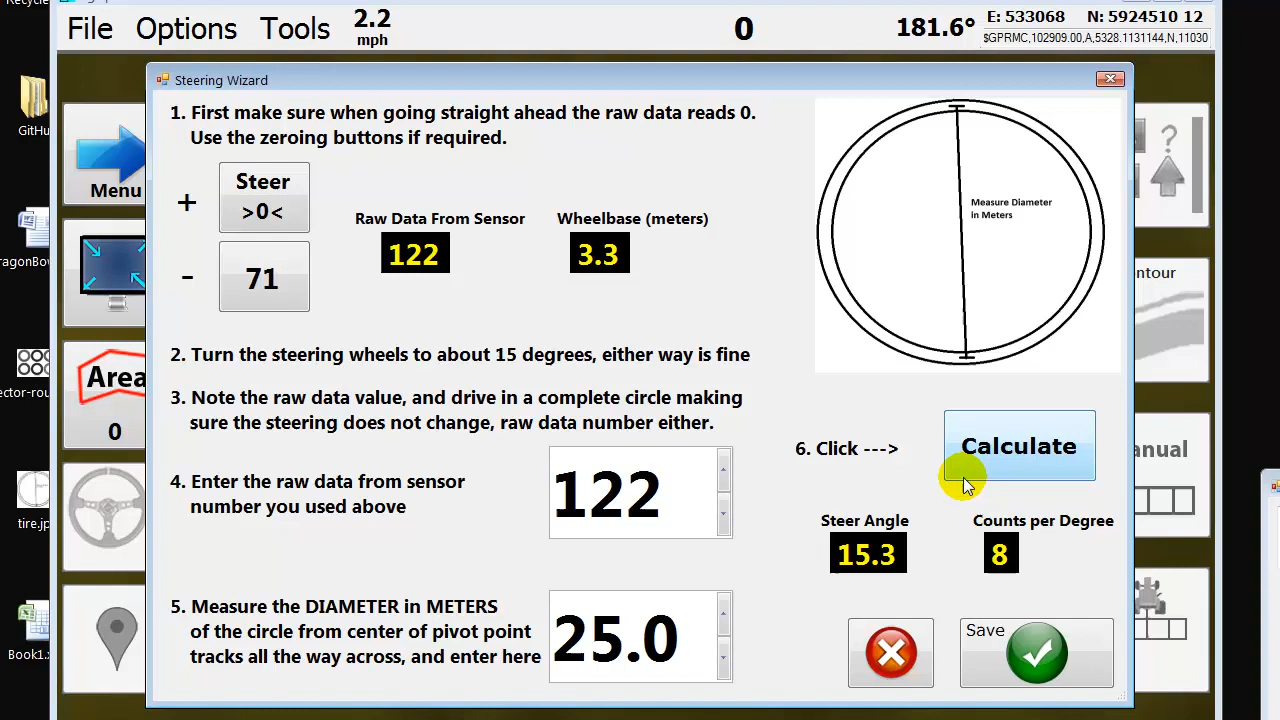 Recycle
File Options Tools
2.2
mph
0
181.6°
E: 533068 N: 5924510 12
$GPRMC,102909.00,A,5328.1131144,N,11030
Steering Wizard
1. First make sure when going straight ahead the raw data reads 0.
Use the zeroing buttons if required.
+
Steer
>0<
-
71
Raw Data From Sensor
122
Wheelbase (meters)
3.3
Measure Diameter
in Meters
2. Turn the steering wheels to about 15 degrees, either way is fine
3. Note the raw data value, and drive in a complete circle making
sure the steering does not change, raw data number either.
4. Enter the raw data from sensor
number you used above
122
5. Measure the DIAMETER in METERS
of the circle from center of pivot point
tracks all the way across, and enter here
25.0
6. Click --->
Calculate
Steer Angle
15.3
Counts per Degree
8
Save
GitHu
Menu
ragonBow
Area
0
ector-rou
tire.jp
Book1.x
?
ontour
anual